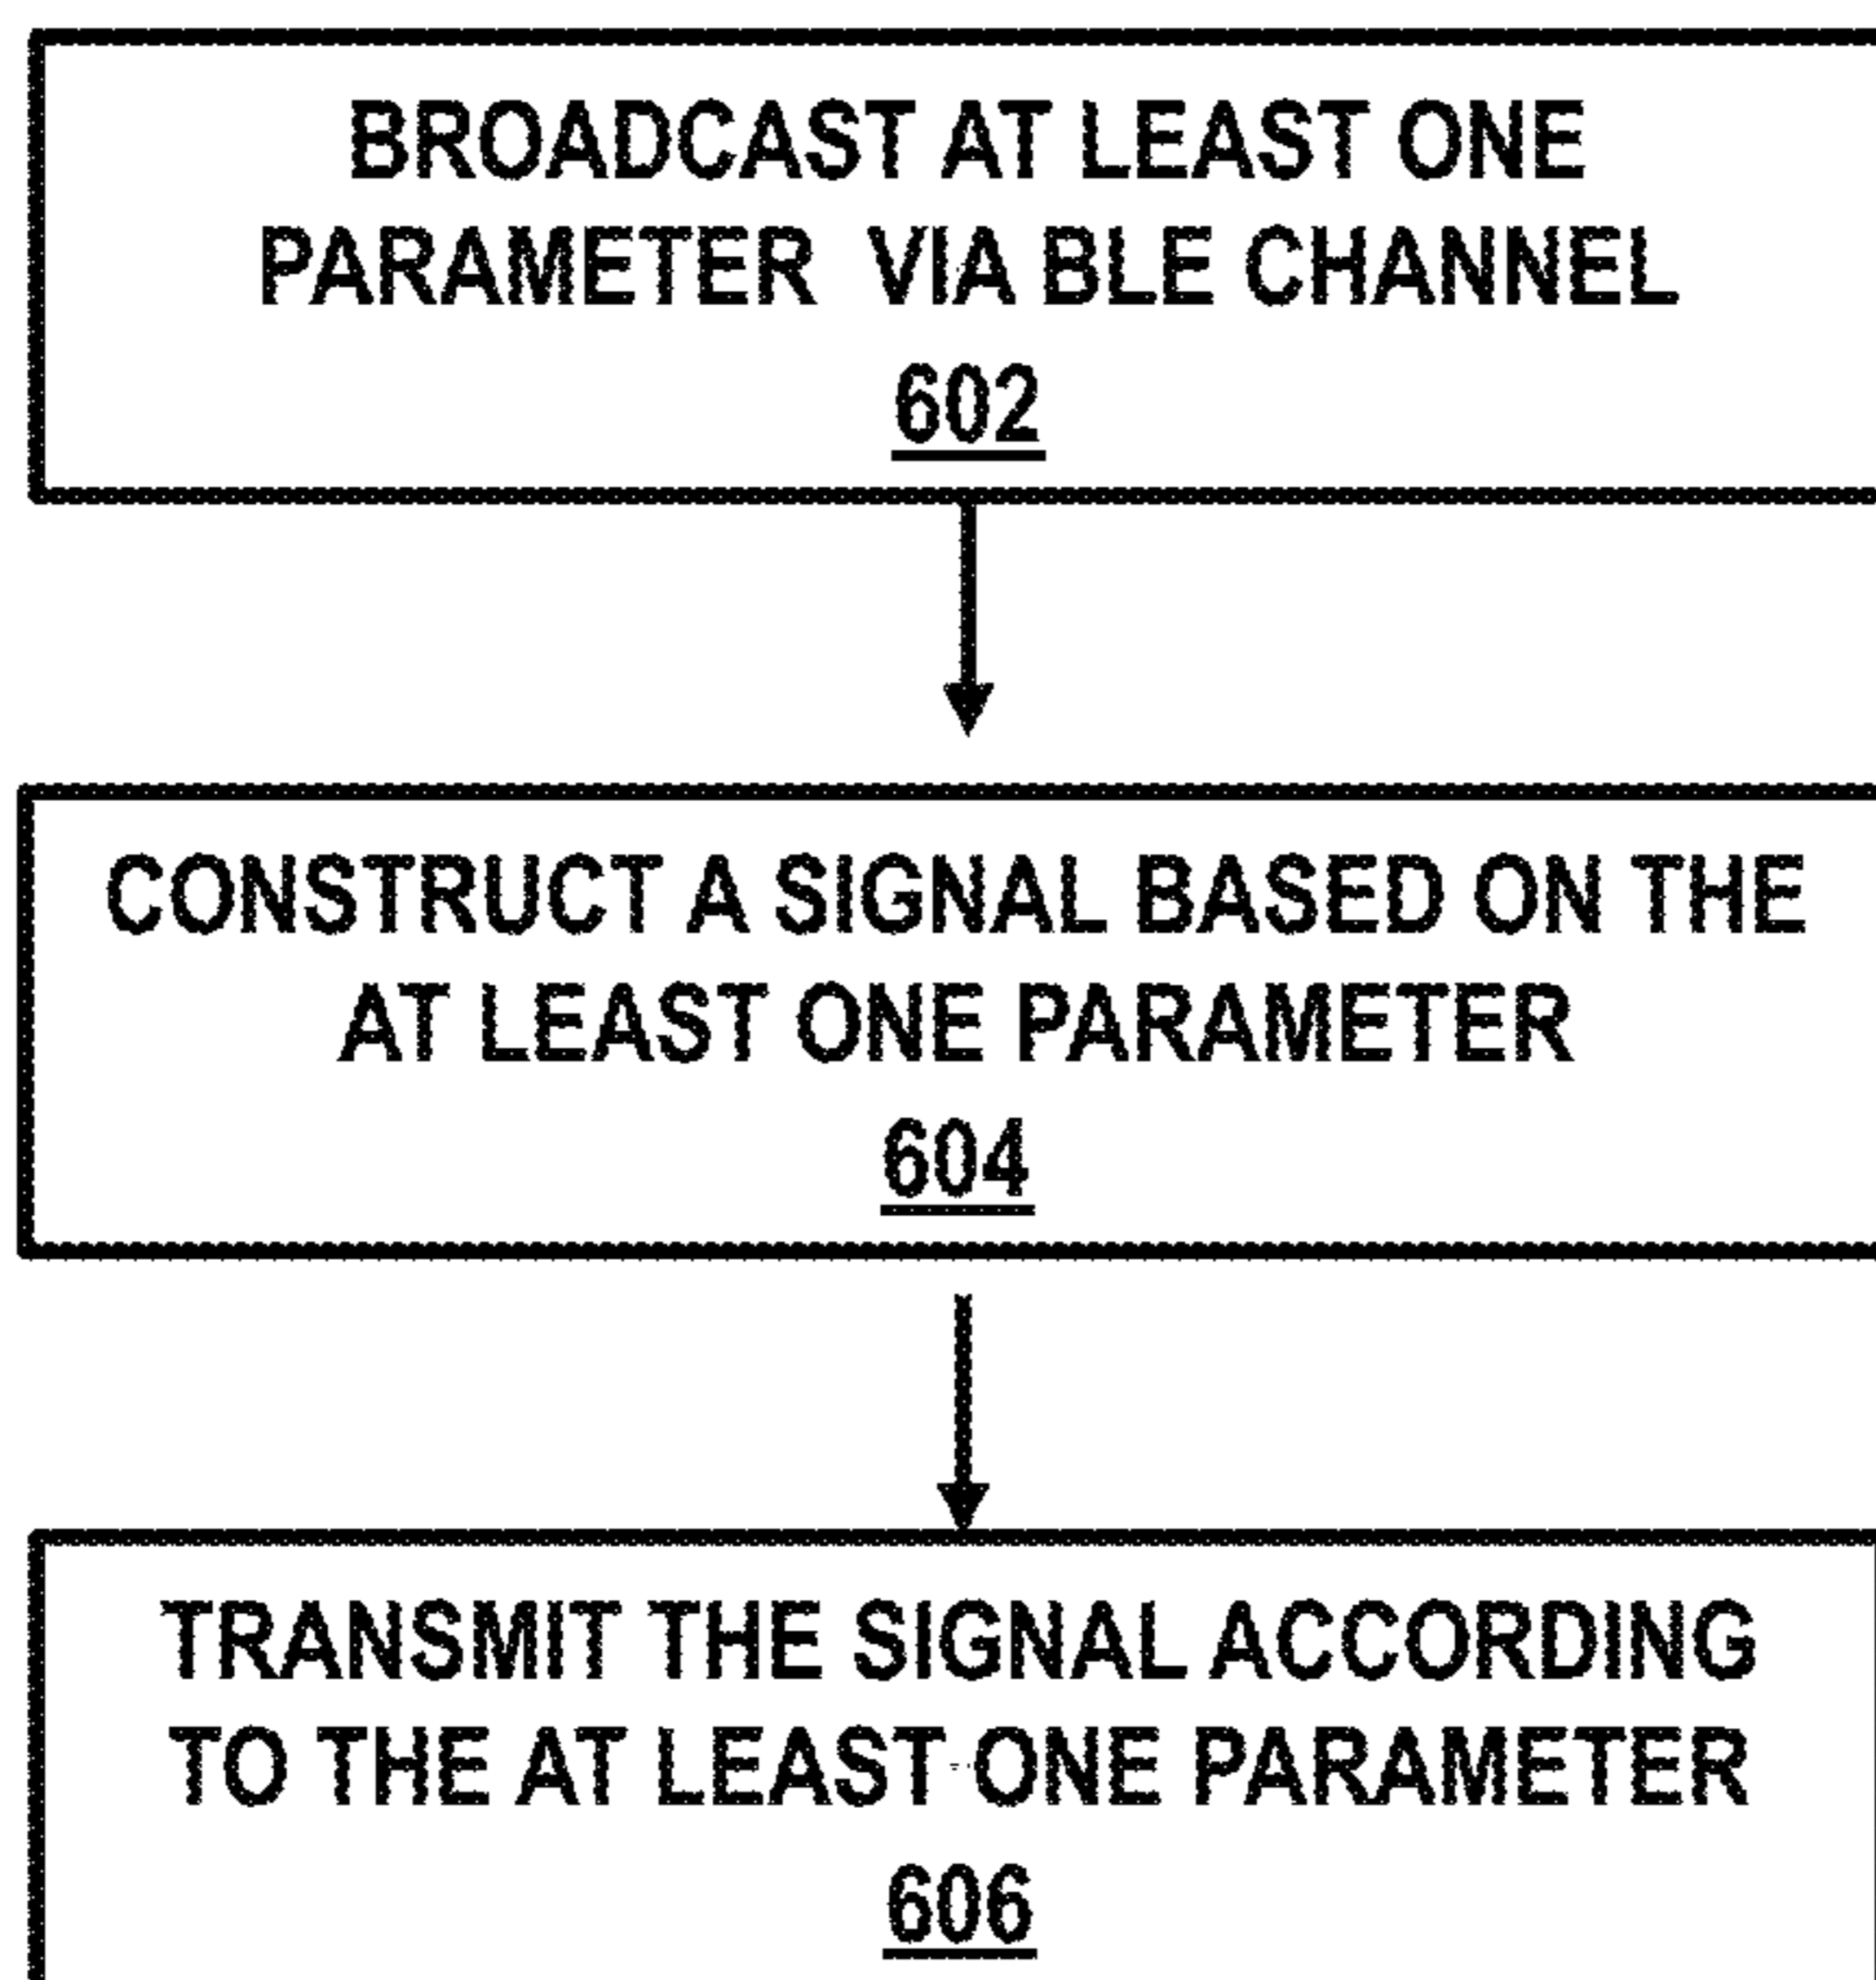 BROADCAST AT LEAST ONE
PARAMETER VIA BLE CHANNEL
602
CONSTRUCT A SIGNAL BASED ON THE
AT LEAST ONE PARAMETER
604
TRANSMIT THE SIGNAL ACCORDING
TO THE AT LEAST ONE PARAMETER
606